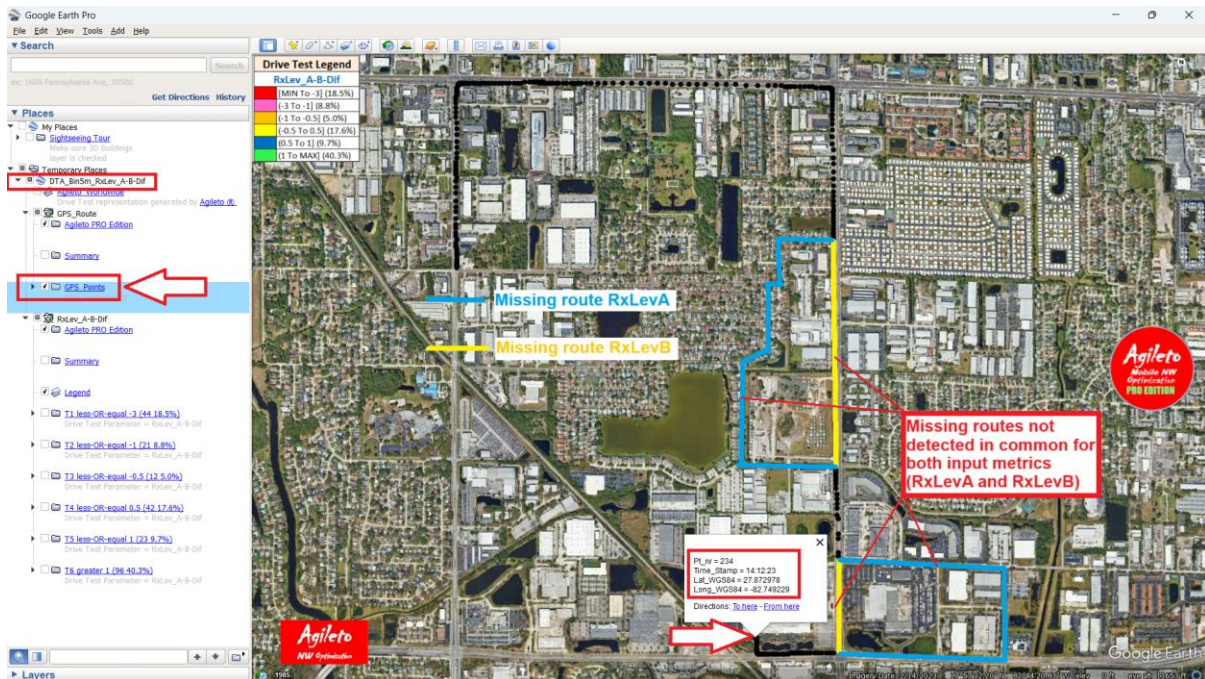 Google Earth Pro
File Edit View Tools Add Help
▼ Search
Search
ex: 1600 Pennsylvania Ave, 20500
Get Directions History
▼ Places
My Places
Sightseeing Tour
Make sure 3D Buildings
layer is checked
Temporary Places
DTA_Bin5m_RxLev_A-B-Dif
Agileto Worldwide
Drive Test representation generated by Agileto
GPS_Route
Agileto PRO Edition
Summary
GPS_Points
RxLev_A-B-Dif
Agileto PRO Edition
Summary
Legend
T1 less-OR-equal -3 (44 18.5%)
Drive Test Parameter = RxLev_A-B-Dif
T2 less-OR-equal -1 (21 8.8%)
Drive Test Parameter = RxLev_A-B-Dif
T3 less-OR-equal -0.5 (12 5.0%)
Drive Test Parameter = RxLev_A-B-Dif
T4 less-OR-equal 0.5 (42 17.6%)
Drive Test Parameter = RxLev_A-B-Dif
T5 less-OR-equal 1 (23 9.7%)
Drive Test Parameter = RxLev_A-B-Dif
T6 greater 1 (96 40.3%)
Drive Test Parameter = RxLev_A-B-Dif
▶ Layers
Drive Test Legend
RxLev_A-B-Dif
[MIN To -3] (18.5%)
(-3 To -1] (8.8%)
(-1 To -0.5] (5.0%)
(-0.5 To 0.5] (17.6%)
(0.5 To 1] (9.7%)
(1 To MAX] (40.3%)
N
Missing route RxLevA
Missing route RxLevB
Agileto
Mobile NW
Optimization
PRO EDITION
Missing routes not
detected in common for
both input metrics
(RxLevA and RxLevB)
Pt_nr = 234
Time_Stamp = 14:12:23
Lat_WGS84 = 27.872978
Long_WGS84 = -82.749229
Directions: To here - From here
Agileto
NW Optimization
Google Earth
1985